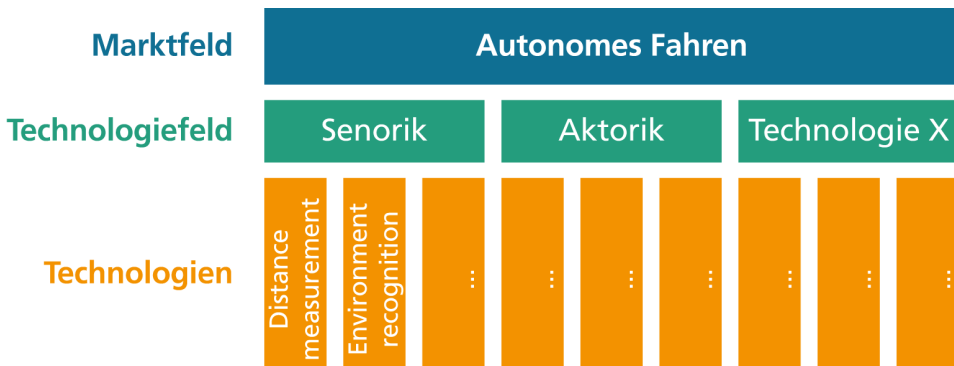 Marktfeld
Autonomes Fahren
Technologiefeld
Senorik
Aktorik
Technologie X
Technologien
Distance
measurement
Environment
recognition
...
...
...
...
...
...
...